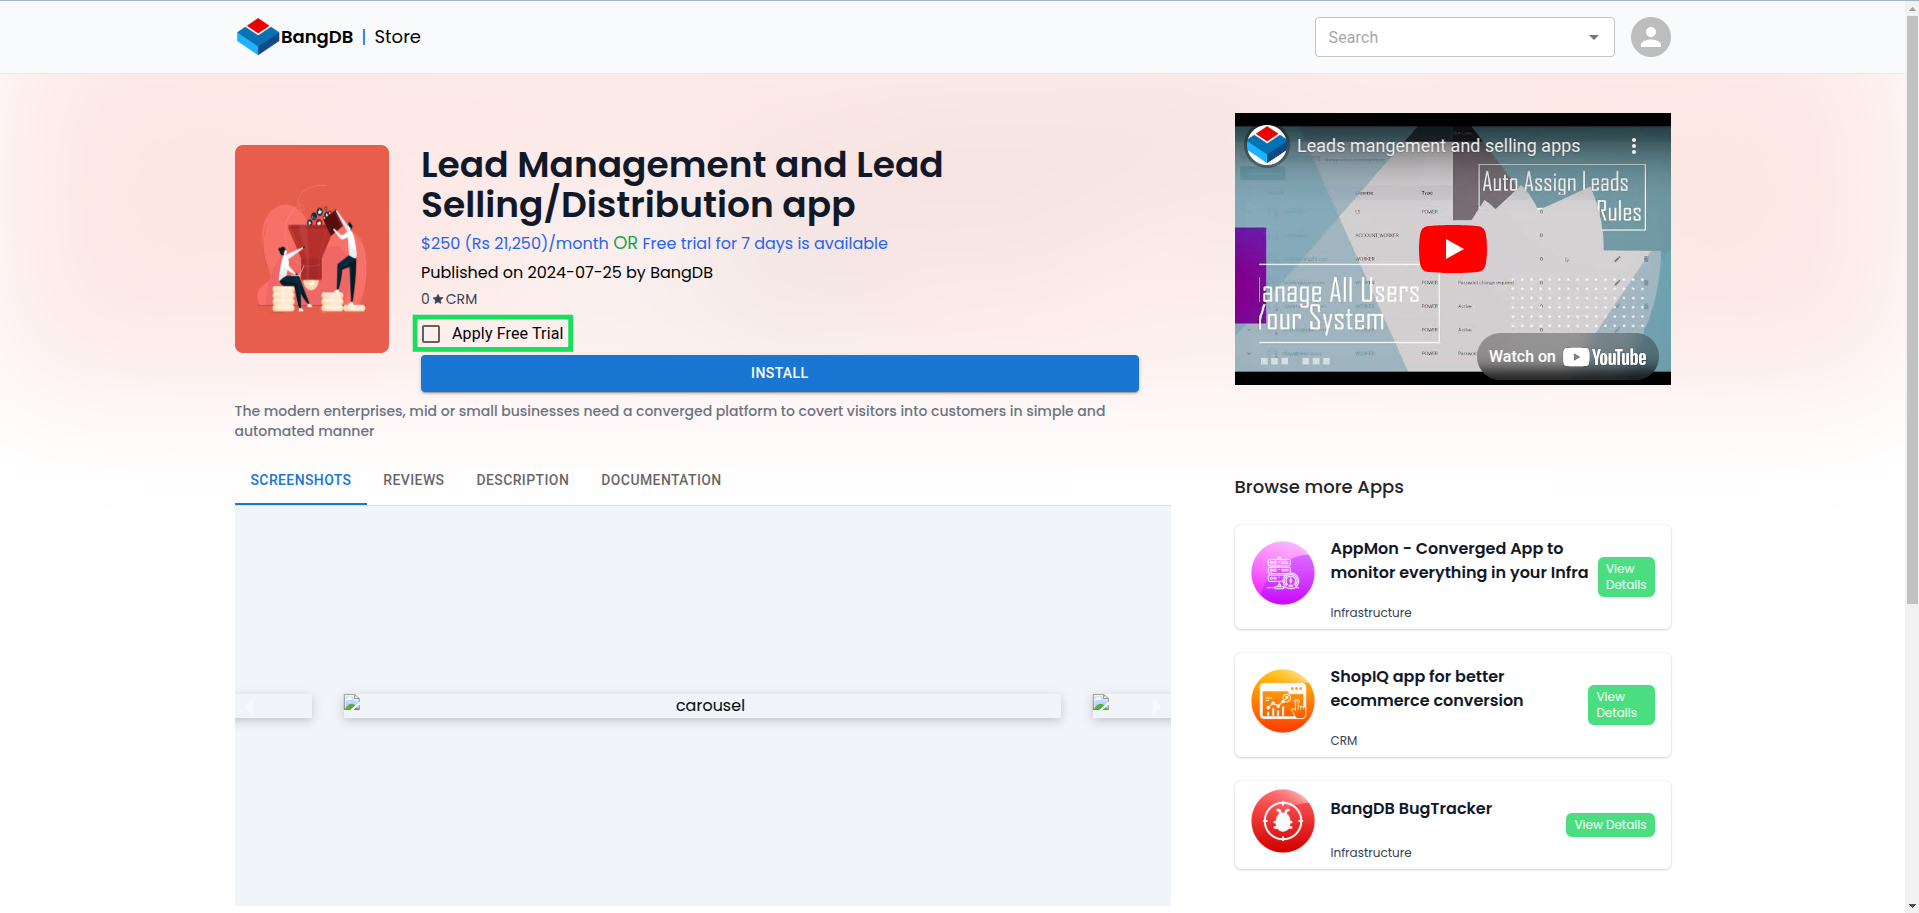 BangDB | Store
Search
Lead Management and Lead
Selling/Distribution app
$250 (Rs 21,250)/month OR Free trial for 7 days is available
Published on 2024-07-25 by BangDB
0 ★ CRM
Apply Free Trial
INSTALL
The modern enterprises, mid or small businesses need a converged platform to covert visitors into customers in simple and
automated manner
Leads mangement and selling apps
Auto Assign Leads
Rules
anage All Users
Your System
Watch on YouTube
SCREENSHOTS REVIEWS DESCRIPTION DOCUMENTATION
carousel
Browse more Apps
AppMon - Converged App to
monitor everything in your Infra
View
Details
Infrastructure
ShopIQ app for better
ecommerce conversion
View
Details
CRM
BangDB BugTracker
View Details
Infrastructure